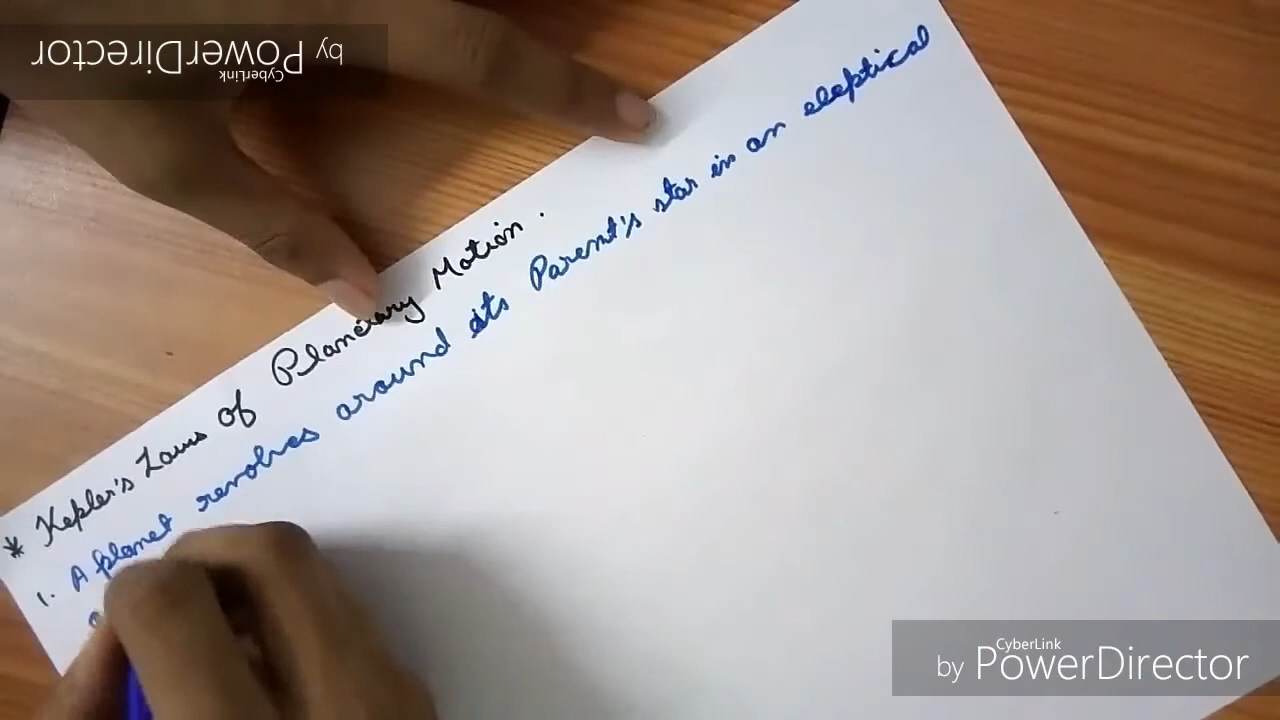 by PowerDirector
CyberLink
* Kepler's Laws of Planetary Motion.
1. A planet revolves around its Parent's star in an eleptical
CyberLink
by PowerDirector